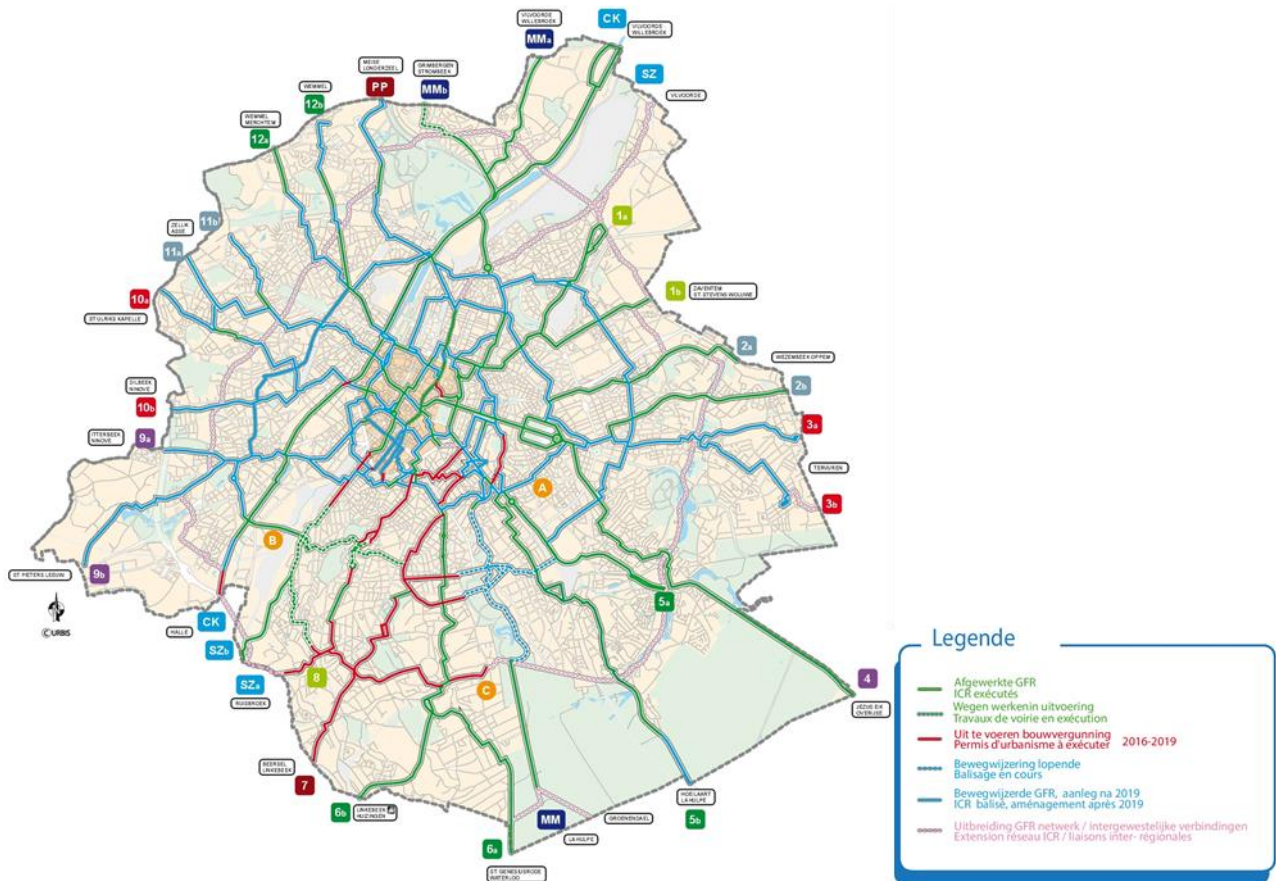 VILVOORDE
WILLEBROEK
MMa
CK
VILVOORDE
WILLEBROEK
MEISE
LONDERZEEL
PP
GRIMBERGEN
STROMBEEK
MMb
SZ
VILVOORDE
WEMMEL
12b
WEMMEL
MERCHTEM
12a
1a
11b
ZELLIK
ASSE
11a
10a
ST ULRIKS KAPELLE
1b
ZAVENTEM
ST. STEVENS WOLUWE
2a
WEZEMBEEK OPPEM
2b
DILBEEK
NINOVE
10b
3a
ITTERBEEK
NINOVE
9a
TERVUREN
3b
A
B
ST. PIETERS LEEUW
9b
© URBIS
HALLE
CK
SZb
5a
SZa
RUISBROEK
8
C
4
JEZUS EIK
OVERIJSE
BEERSEL
LINKEBEEK
7
6b
LINKEBEEK
HUIZINGEN
HOEILAART
LA HULPE
5b
GROENENDAEL
MM
LA HULPE
6a
ST. GENESIUSRODE
WATERLOO
Legende
Afgewerkte GFR
ICR exécutés
Wegen werkenin uitvoering
Travaux de voirie en exécution
Uit te voeren bouwvergunning
Permis d'urbanisme à exécuter 2016-2019
Bewegwijzering lopende
Balisage en cours
Bewegwijzerde GFR, aanleg na 2019
ICR balisé, aménagement après 2019
Uitbreiding GFR netwerk / intergewestelijke verbindingen
Extension réseau ICR / liaisons inter- régionales